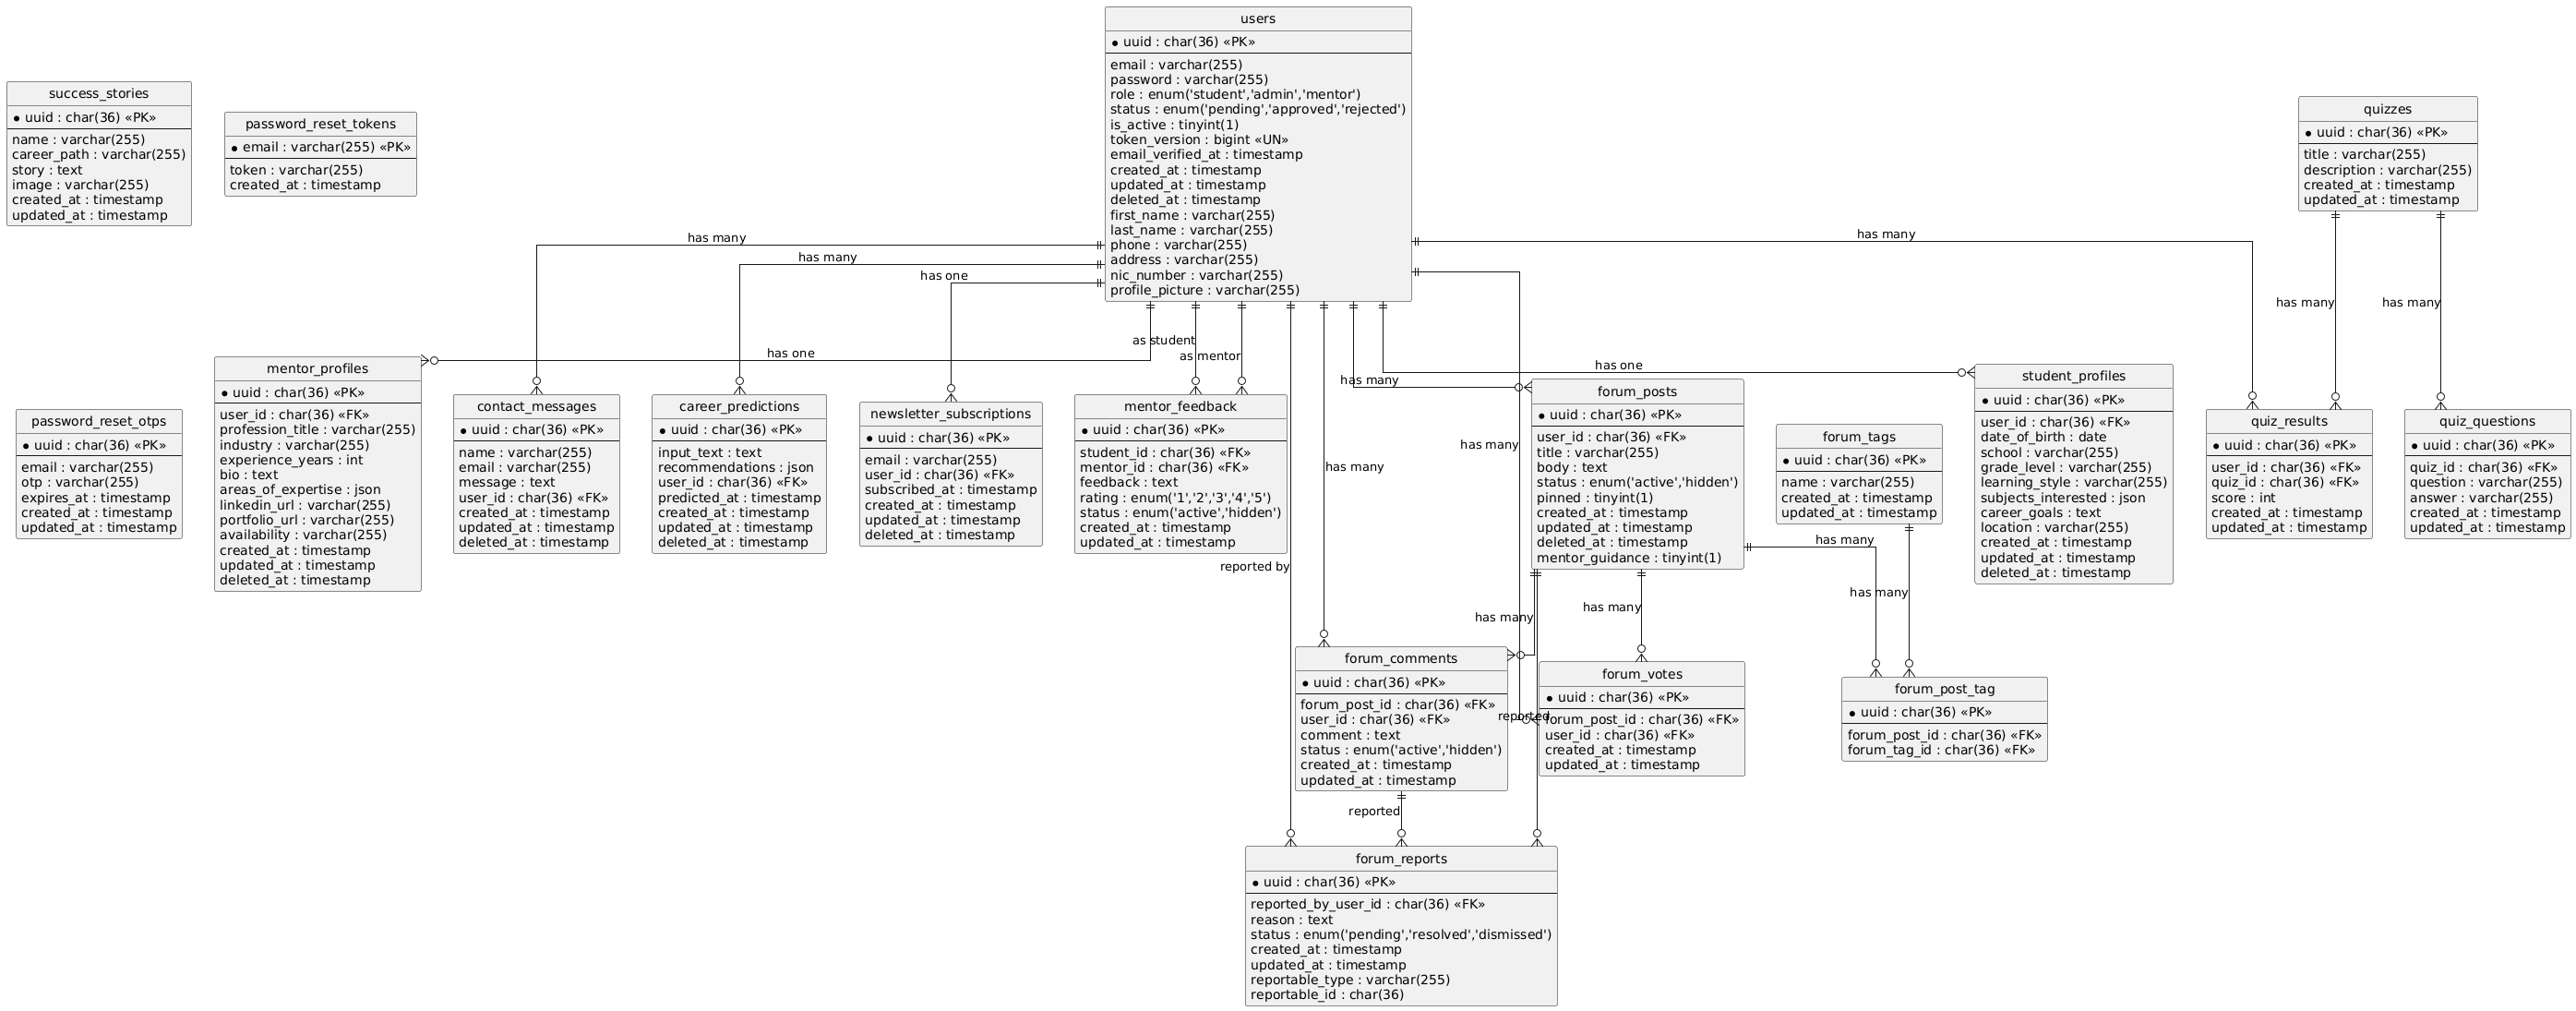 users
* uuid : char(36) «PK»
email : varchar(255)
password : varchar(255)
role : enum('student','admin','mentor')
status : enum('pending','approved','rejected')
is_active : tinyint(1)
token_version : bigint «UN»
email_verified_at : timestamp
created_at : timestamp
updated_at : timestamp
deleted_at : timestamp
first_name : varchar(255)
last_name : varchar(255)
phone : varchar(255)
address : varchar(255)
nic_number : varchar(255)
profile_picture : varchar(255)
success_stories
* uuid : char(36) «PK»
name : varchar(255)
career_path : varchar(255)
story : text
image : varchar(255)
created_at : timestamp
updated_at : timestamp
password_reset_tokens
* email : varchar(255) «PK»
token : varchar(255)
created_at : timestamp
quizzes
* uuid : char(36) «PK»
title : varchar(255)
description : varchar(255)
created_at : timestamp
updated_at : timestamp
has many
has many
has one
has many
has many
has many
as student
as mentor
has one
has one
has many
has many
has many
reported by
mentor_profiles
* uuid : char(36) «PK»
user_id : char(36) «FK»
profession_title : varchar(255)
industry : varchar(255)
experience_years : int
bio : text
areas_of_expertise : json
linkedin_url : varchar(255)
portfolio_url : varchar(255)
availability : varchar(255)
created_at : timestamp
updated_at : timestamp
deleted_at : timestamp
password_reset_otps
* uuid : char(36) «PK»
email : varchar(255)
otp : varchar(255)
expires_at : timestamp
created_at : timestamp
updated_at : timestamp
contact_messages
* uuid : char(36) «PK»
name : varchar(255)
email : varchar(255)
message : text
user_id : char(36) «FK»
created_at : timestamp
updated_at : timestamp
deleted_at : timestamp
career_predictions
* uuid : char(36) «PK»
input_text : text
recommendations : json
user_id : char(36) «FK»
predicted_at : timestamp
created_at : timestamp
updated_at : timestamp
deleted_at : timestamp
newsletter_subscriptions
* uuid : char(36) «PK»
email : varchar(255)
user_id : char(36) «FK»
subscribed_at : timestamp
created_at : timestamp
updated_at : timestamp
deleted_at : timestamp
mentor_feedback
* uuid : char(36) «PK»
student_id : char(36) «FK»
mentor_id : char(36) «FK»
feedback : text
rating : enum('1','2','3','4','5')
status : enum('active','hidden')
created_at : timestamp
updated_at : timestamp
forum_posts
* uuid : char(36) «PK»
user_id : char(36) «FK»
title : varchar(255)
body : text
status : enum('active','hidden')
pinned : tinyint(1)
created_at : timestamp
updated_at : timestamp
deleted_at : timestamp
mentor_guidance : tinyint(1)
forum_tags
* uuid : char(36) «PK»
name : varchar(255)
created_at : timestamp
updated_at : timestamp
student_profiles
* uuid : char(36) «PK»
user_id : char(36) «FK»
date_of_birth : date
school : varchar(255)
grade_level : varchar(255)
learning_style : varchar(255)
subjects_interested : json
career_goals : text
location : varchar(255)
created_at : timestamp
updated_at : timestamp
deleted_at : timestamp
quiz_results
* uuid : char(36) «PK»
user_id : char(36) «FK»
quiz_id : char(36) «FK»
score : int
created_at : timestamp
updated_at : timestamp
quiz_questions
* uuid : char(36) «PK»
quiz_id : char(36) «FK»
question : varchar(255)
answer : varchar(255)
created_at : timestamp
updated_at : timestamp
has many
has many
has many
has many
forum_comments
* uuid : char(36) «PK»
forum_post_id : char(36) «FK»
user_id : char(36) «FK»
comment : text
status : enum('active','hidden')
created_at : timestamp
updated_at : timestamp
reported
forum_votes
* uuid : char(36) «PK»
forum_post_id : char(36) «FK»
user_id : char(36) «FK»
created_at : timestamp
updated_at : timestamp
forum_post_tag
* uuid : char(36) «PK»
forum_post_id : char(36) «FK»
forum_tag_id : char(36) «FK»
reported
forum_reports
* uuid : char(36) «PK»
reported_by_user_id : char(36) «FK»
reason : text
status : enum('pending','resolved','dismissed')
created_at : timestamp
updated_at : timestamp
reportable_type : varchar(255)
reportable_id : char(36)